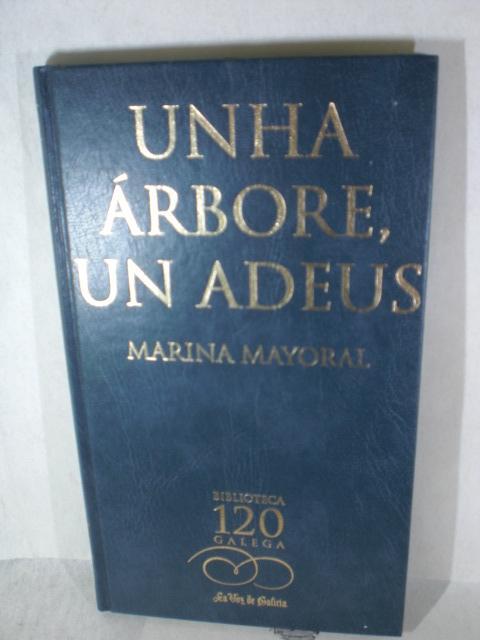 UNHA
ÁRBORE,
UN ADEUS
MARINA MAYORAL
BIBLIOTECA
120
GALEGA
La Voz de Galicia